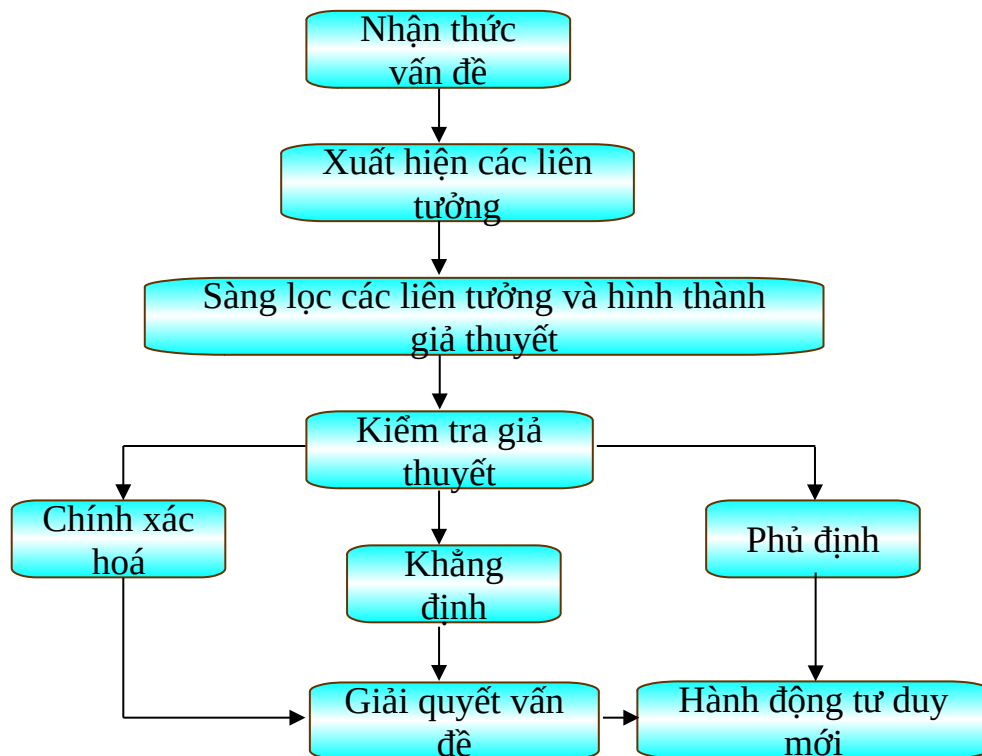 Nhận thức
vấn đề
Xuất hiện các liên
tưởng
Sàng lọc các liên tưởng và hình thành
giả thuyết
Kiểm tra giả
thuyết
Chính xác
hoá
Khẳng
định
Phủ định
Giải quyết vấn
đề
Hành động tư duy
mới